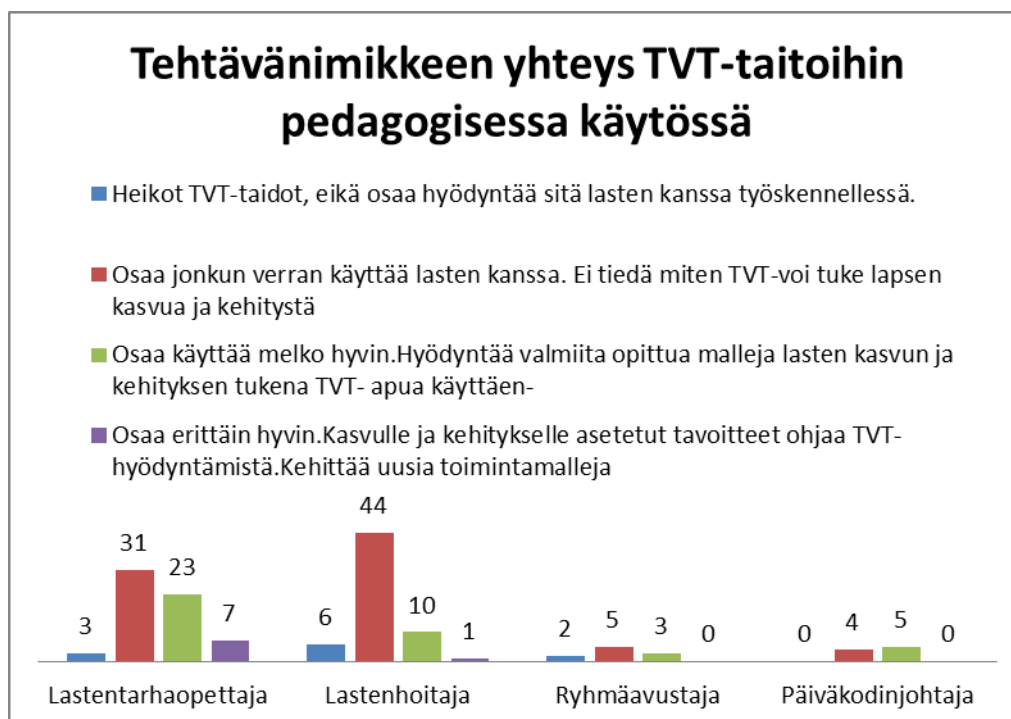 Tehtävänimikkeen yhteys TVT-taitoihin
pedagogisessa käytössä
Heikot TVT-taidot, eikä osaa hyödyntää sitä lasten kanssa työskennellessä.
Osaa jonkun verran käyttää lasten kanssa. Ei tiedä miten TVT-voi tuke lapsen
kasvua ja kehitystä
Osaa käyttää melko hyvin.Hyödyntää valmiita opittua malleja lasten kasvun ja
kehityksen tukena TVT- apua käyttäen-
Osaa erittäin hyvin.Kasvulle ja kehitykselle asetetut tavoitteet ohjaa TVT-
hyödyntämistä.Kehittää uusia toimintamalleja
3 31 23 7 6 44 10 1 2 5 3 0 0 4 5 0
Lastentarhaopettaja Lastenhoitaja Ryhmäavustaja Päiväkodinjohtaja